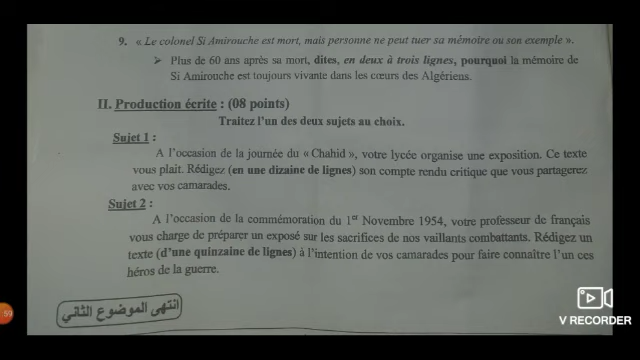 9. « Le colonel Si Amirouche est mort, mais personne ne peut tuer sa mémoire ou son exemple ».
➢ Plus de 60 ans après sa mort, dites, en deux à trois lignes, pourquoi la mémoire de
Si Amirouche est toujours vivante dans les cœurs des Algériens.
II. Production écrite : (08 points)
Traitez l'un des deux sujets au choix.
Sujet 1 :
A l'occasion de la journée du « Chahid », votre lycée organise une exposition. Ce texte
vous plait. Rédigez (en une dizaine de lignes) son compte rendu critique que vous partagerez
avec vos camarades.
Sujet 2 :
A l'occasion de la commémoration du 1er Novembre 1954, votre professeur de français
vous charge de préparer un exposé sur les sacrifices de nos vaillants combattants. Rédigez un
texte (d'une quinzaine de lignes) à l'intention de vos camarades pour faire connaître l'un ces
héros de la guerre.
انتهى الموضوع الثاني
:59
V RECORDER